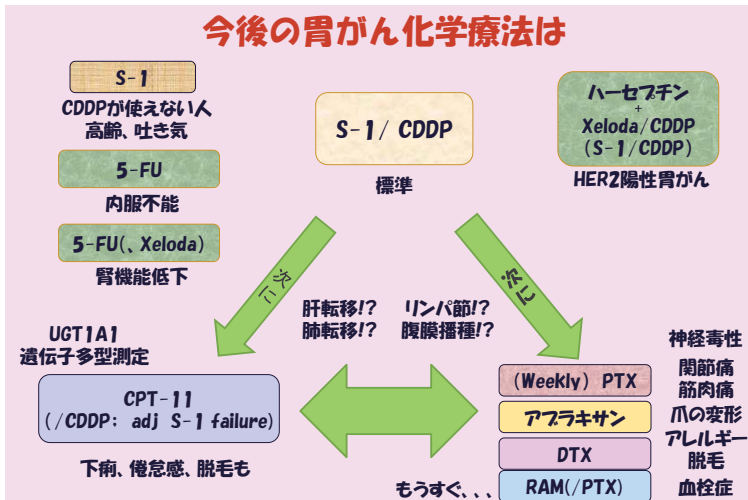 今後の胃がん化学療法は
S-1
CDDPが使えない人
高齢、吐き気
5-FU
内服不能
5-FU(、Xeloda)
腎機能低下
S-1/ CDDP
標準
ハーセプチン
+
Xeloda/CDDP
(S-1/CDDP)
HER2陽性胃がん
次に
次に
肝転移!?
肺転移!?
リンパ節!?
腹膜播種!?
UGT1A1
遺伝子多型測定
CPT-11
(/CDDP: adj S-1 failure)
下痢、倦怠感、脱毛も
(Weekly) PTX
アブラキサン
DTX
もうすぐ、、、
RAM(/PTX)
神経毒性
関節痛
筋肉痛
爪の変形
アレルギー
脱毛
血栓症